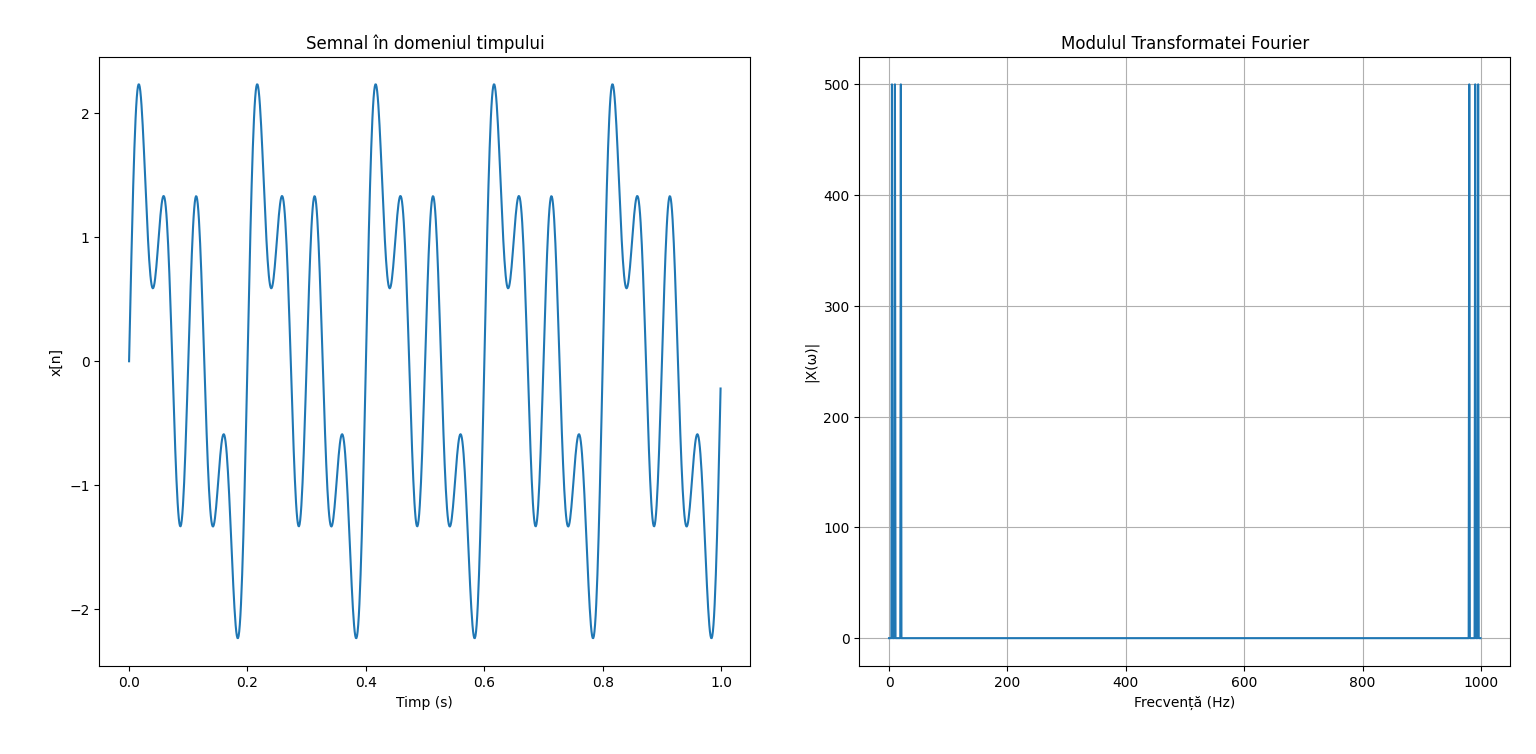 Semnal în domeniul timpului
x[n]
2
1
0
−1
−2
0.0 0.2 0.4 0.6 0.8 1.0
Timp (s)
Modulul Transformatei Fourier
|X(ω)|
500
400
300
200
100
0
0 200 400 600 800 1000
Frecvență (Hz)